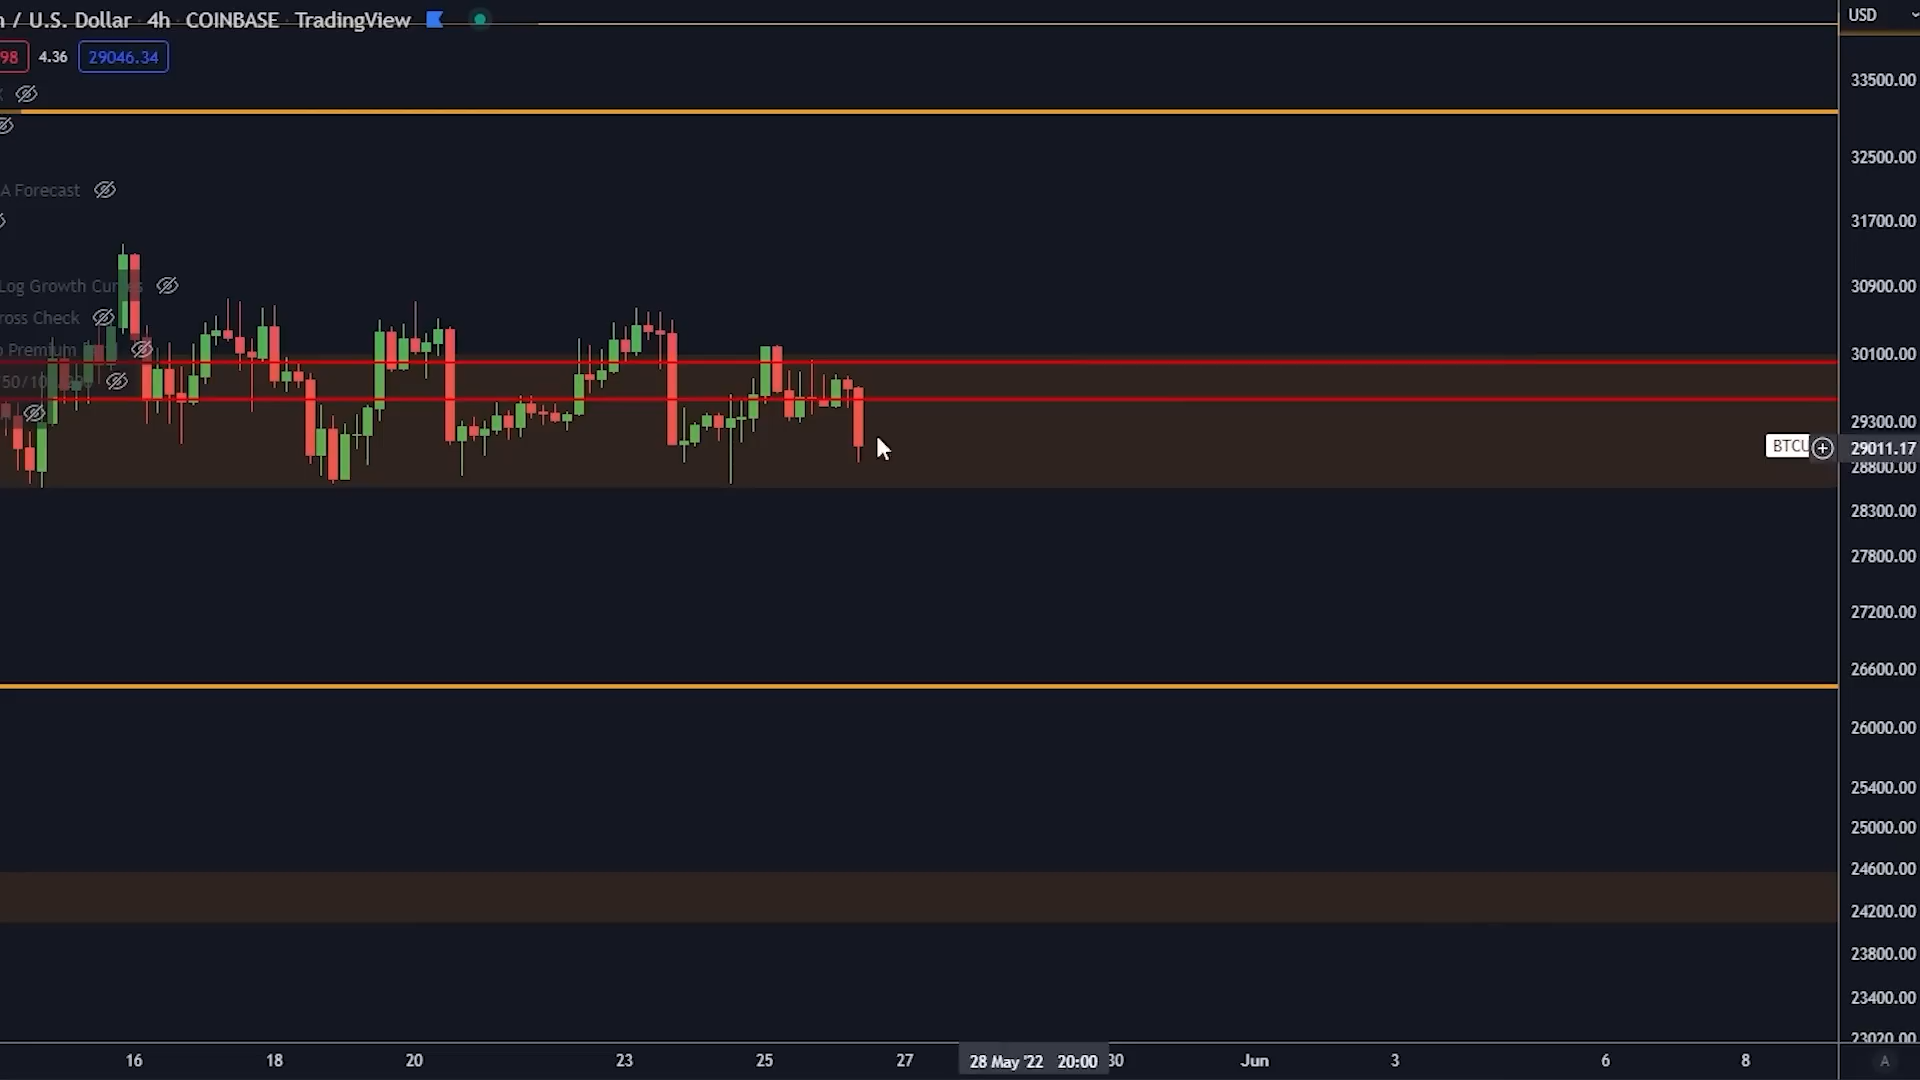 / U.S. Dollar 4h COINBASE TradingView
USD
98 4.36 29046.34
33500.00
32500.00
A Forecast
31700.00
Log Growth Curves
30900.00
ross Check
Premium
30100.00
29300.00
BTCU
29011.17
28800.00
28300.00
27800.00
27200.00
26600.00
26000.00
25400.00
25000.00
24600.00
24200.00
23800.00
23400.00
23020.00
16 18 20 23 25 27 28 May '22 20:00 30 Jun 3 6 8 A